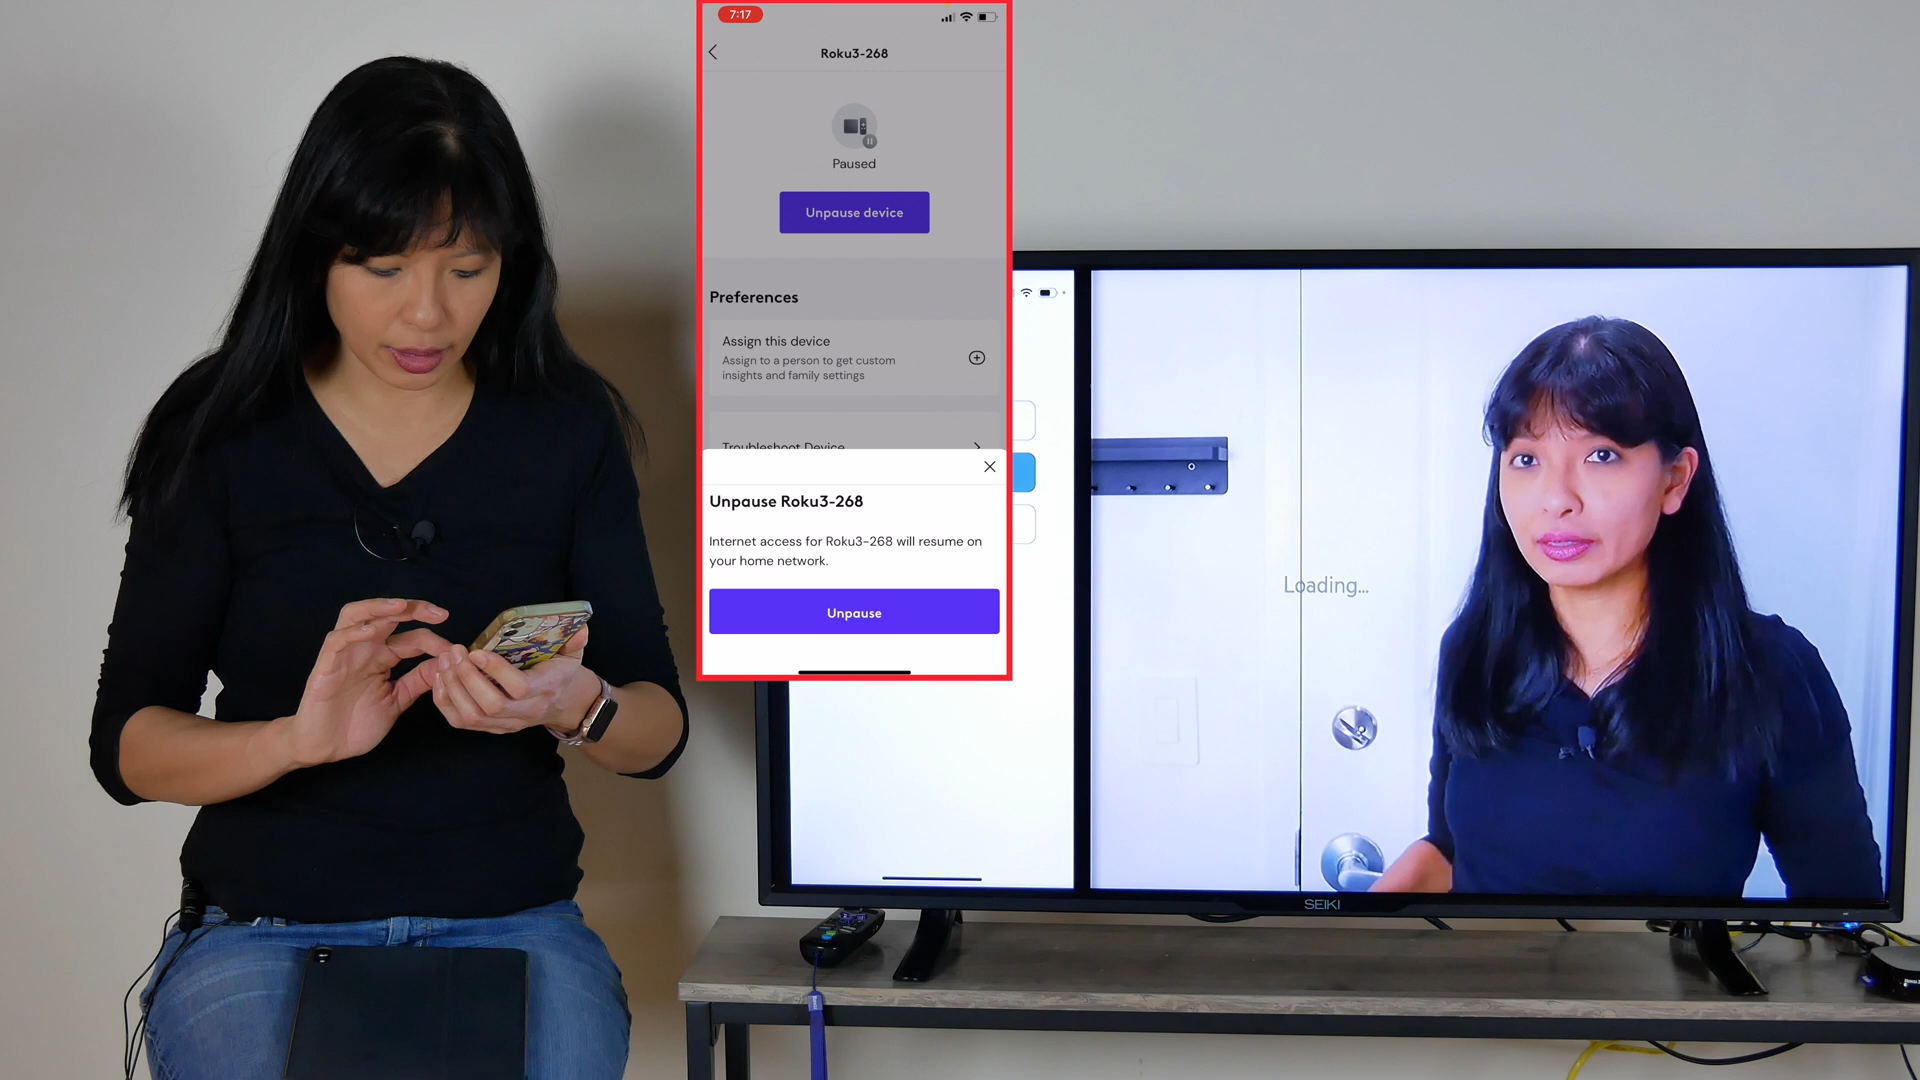 7:17
Roku3-268
Paused
Unpause device
Preferences
Assign this device
Assign to a person to get custom
insights and family settings
Troubleshoot Device
Unpause Roku3-268
Internet access for Roku3-268 will resume on
your home network.
Unpause
Loading...
SEIKI